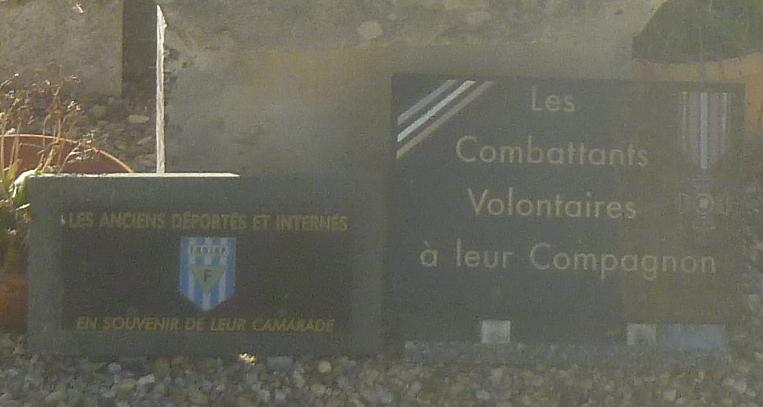 LES ANCIENS DÉPORTÉS ET INTERNÉS
F
EN SOUVENIR DE LEUR CAMARADE
Les
Combattants
Volontaires
à leur Compagnon